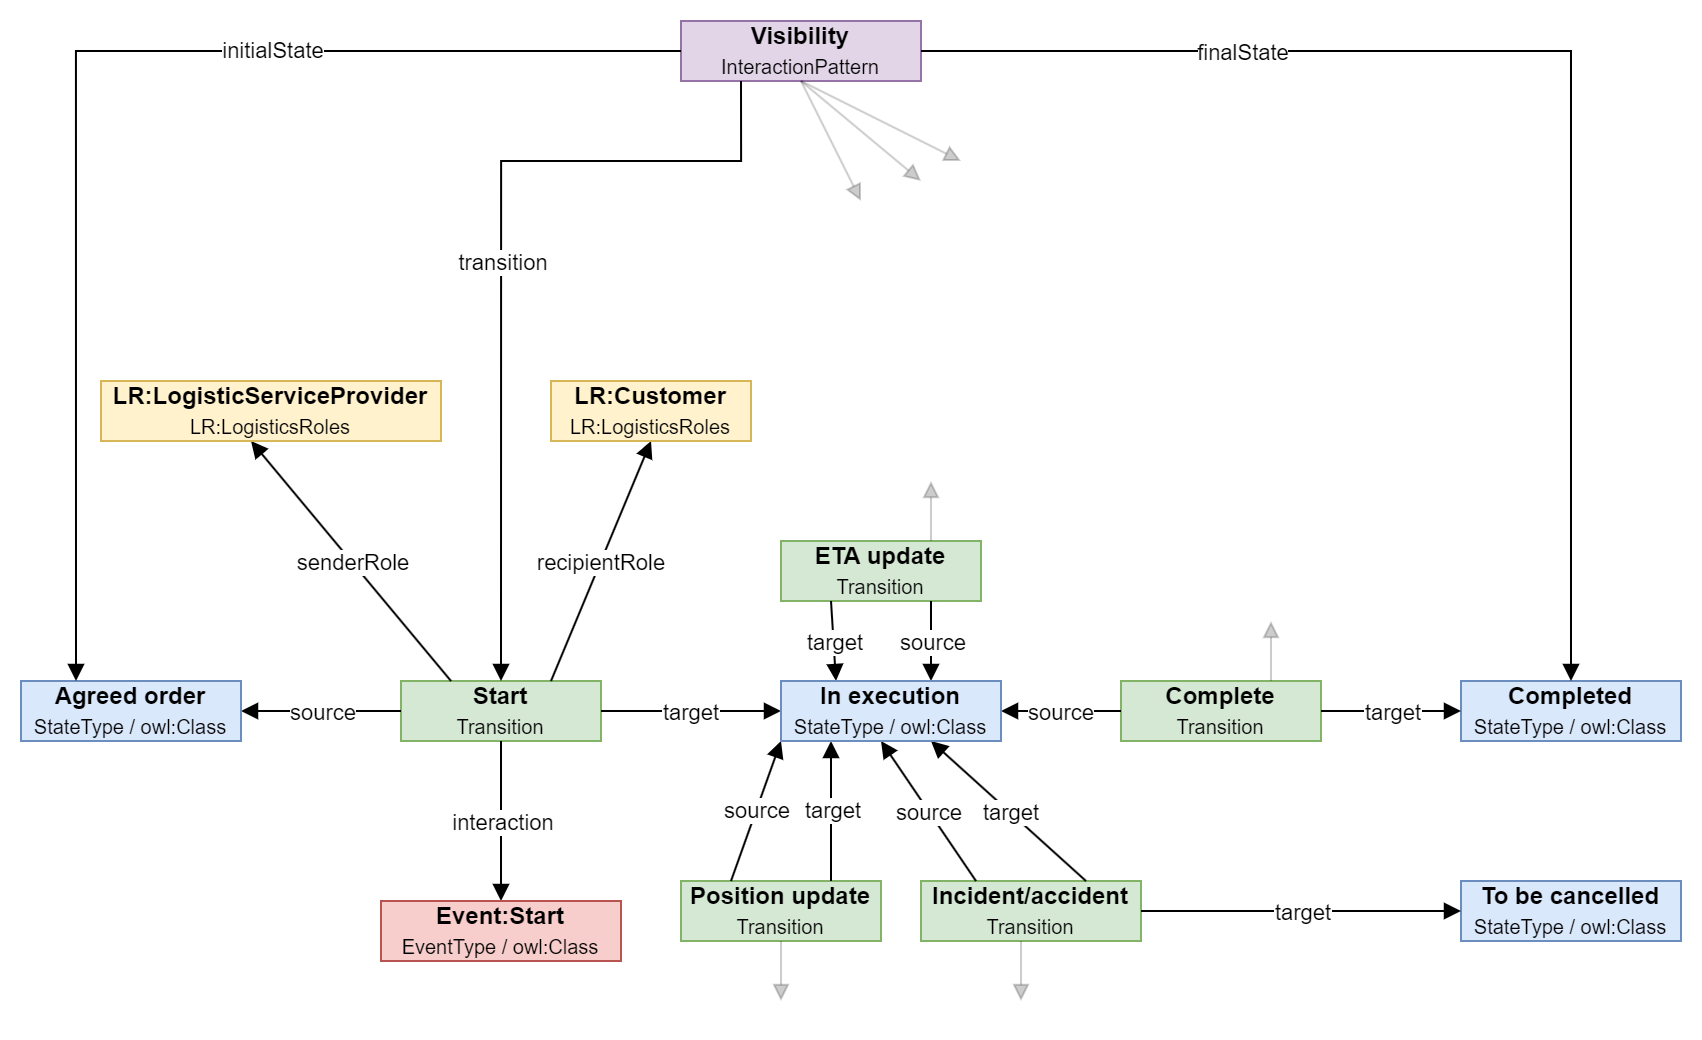 Visibility
InteractionPattern
initialState
finalState
transition
LR:LogisticServiceProvider
LR:LogisticsRoles
LR:Customer
LR:LogisticsRoles
senderRole
recipientRole
ETA update
Transition
target
source
Agreed order
StateType / owl:Class
source
Start
Transition
target
In execution
StateType / owl:Class
source
Complete
Transition
target
Completed
StateType / owl:Class
interaction
source
target
source
target
Event:Start
EventType / owl:Class
Position update
Transition
Incident/accident
Transition
target
To be cancelled
StateType / owl:Class